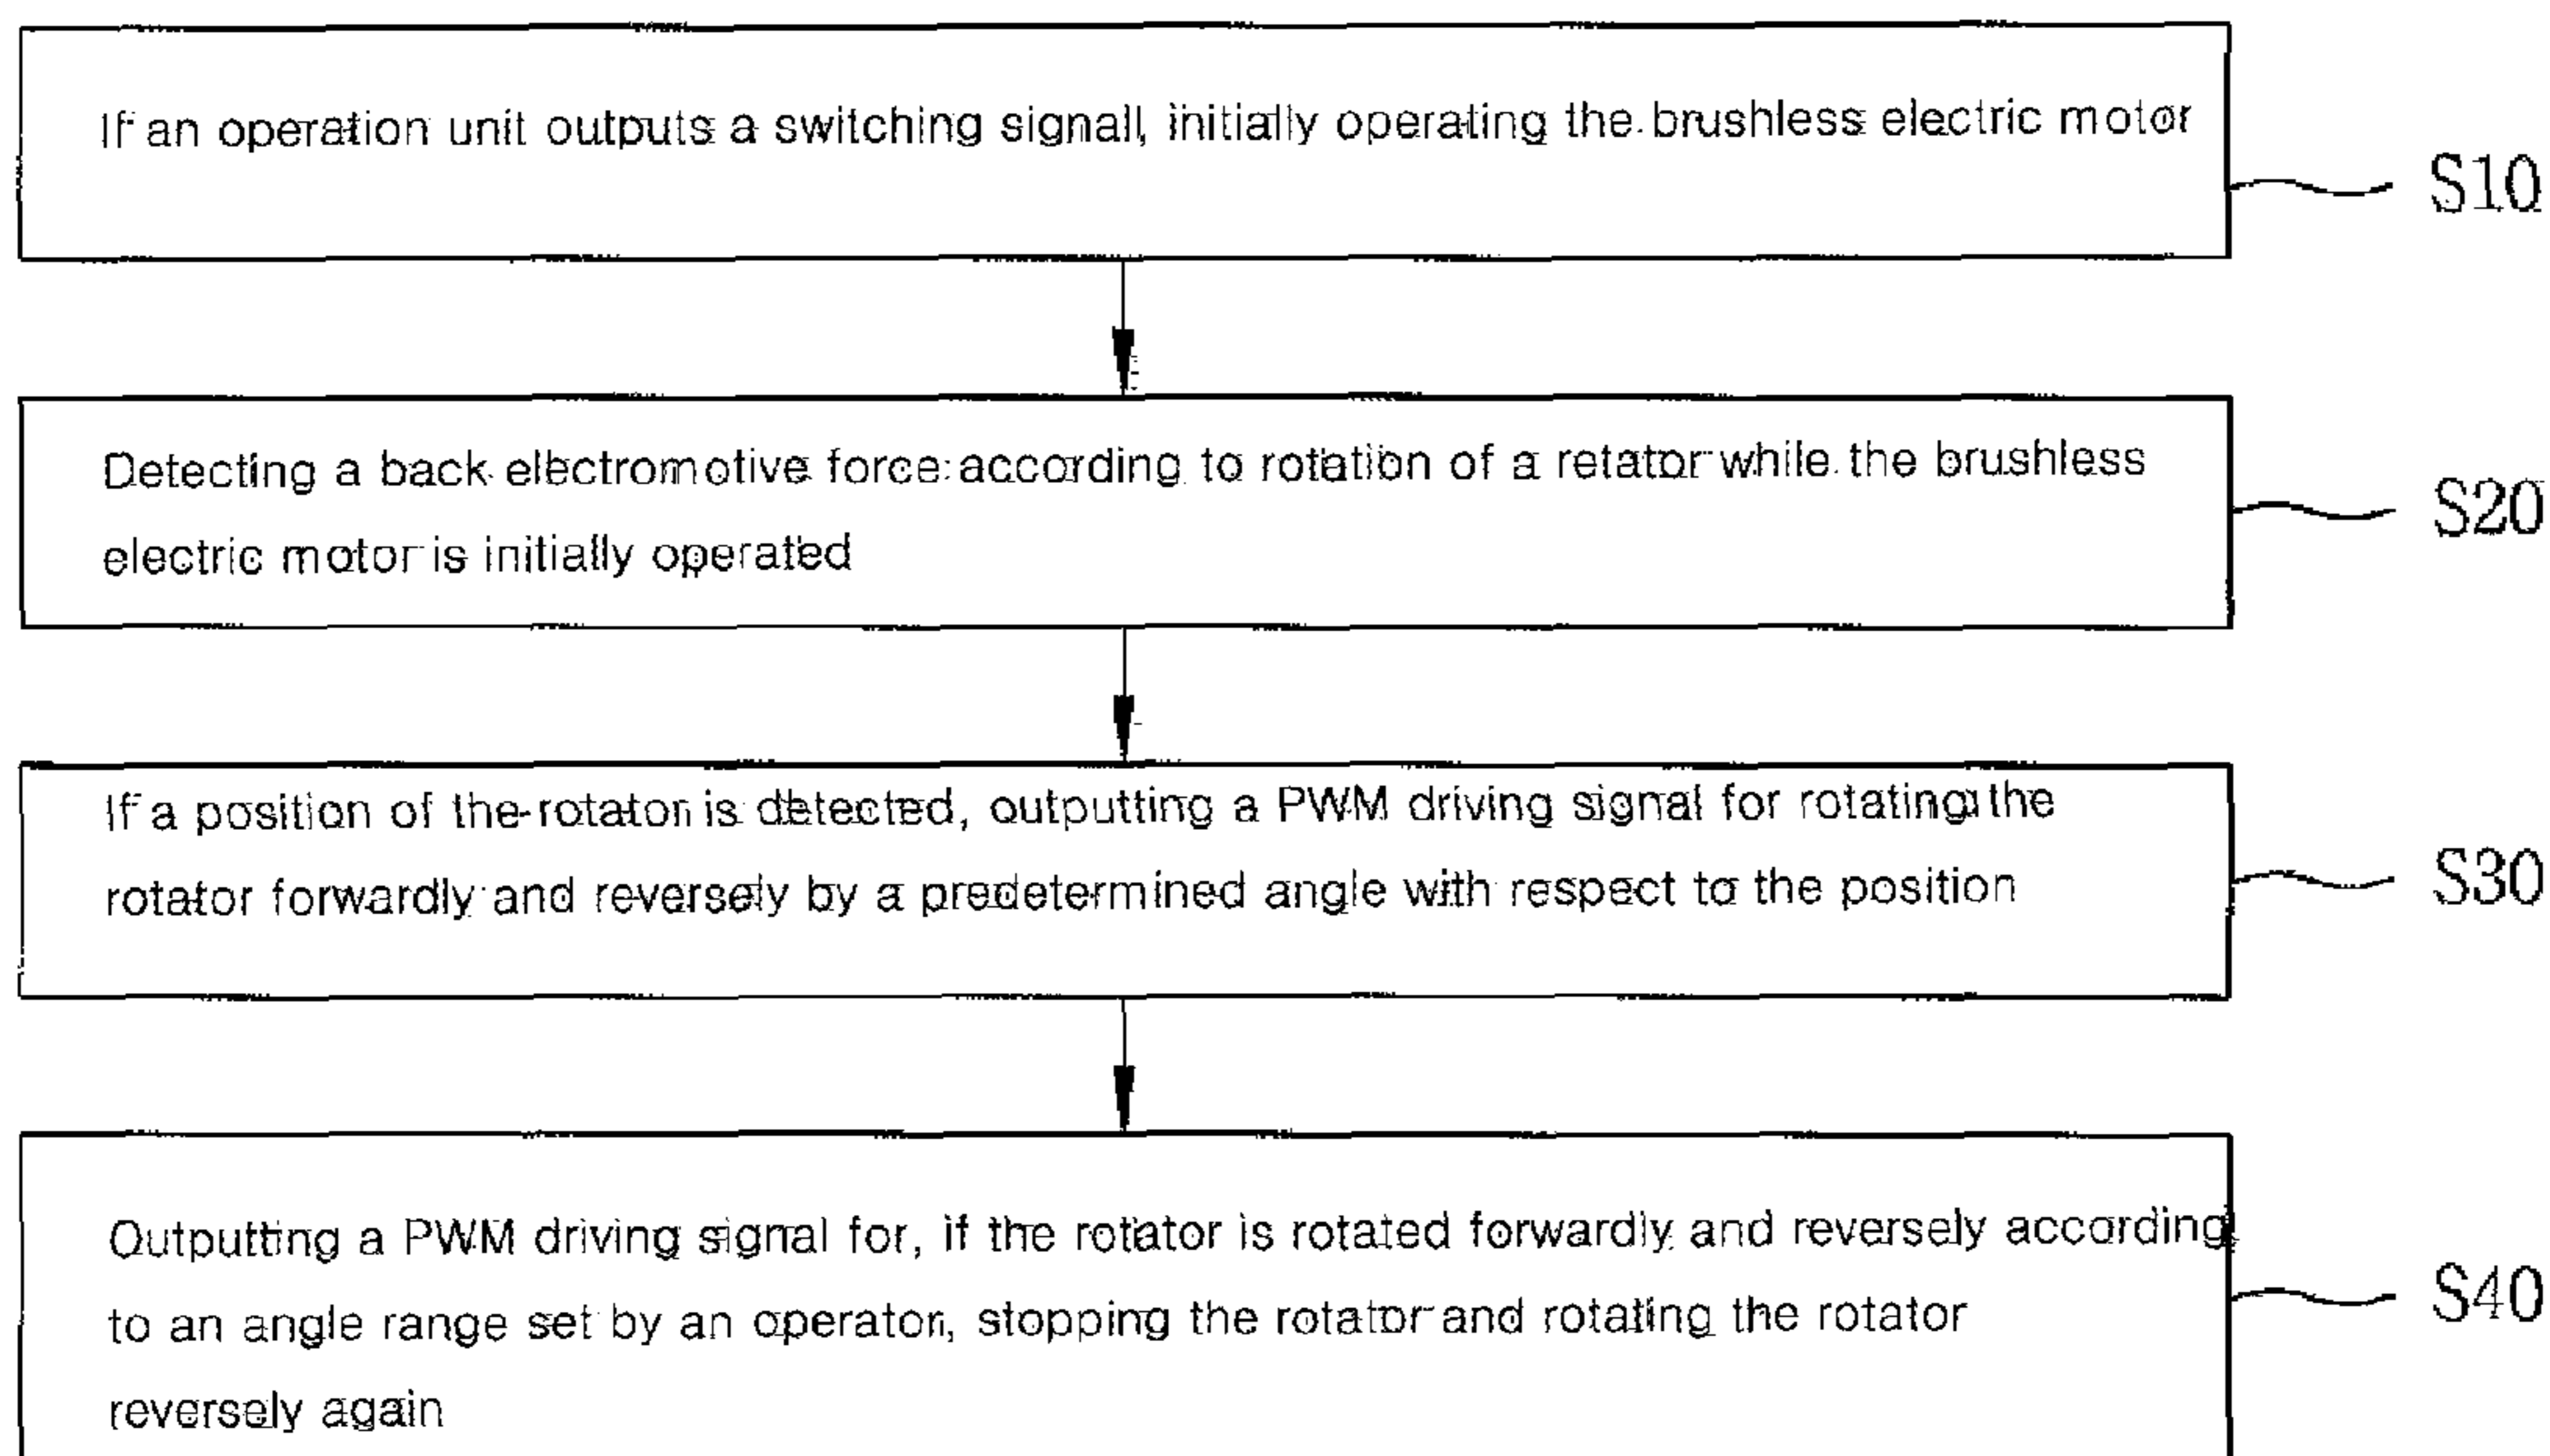 If an operation unit outputs a switching signal, initially operating the brushless electric motor
S10
Detecting a back electromotive force according to rotation of a retator while the brushless
electric motor is initially operated
S20
If a position of the rotator is detected, outputting a PWM driving signal for rotating the
rotator forwardly and reversely by a predetermined angle with respect to the position
S30
Outputting a PWM driving signal for, if the rotator is rotated forwardly and reversely according
to an angle range set by an operator, stopping the rotator and rotating the rotator
reversely again
S40